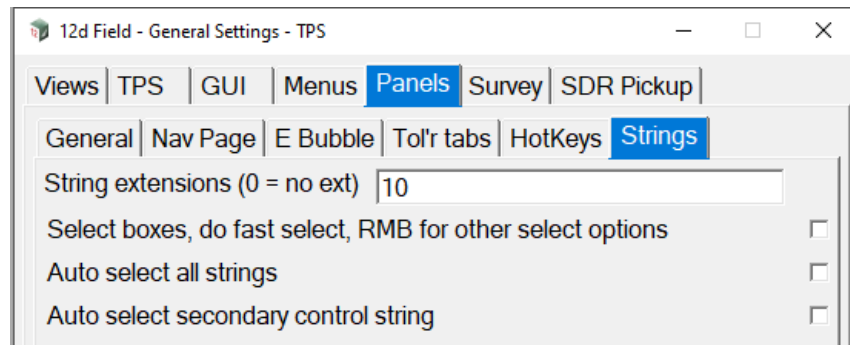 12d Field - General Settings - TPS
Views TPS GUI Menus Panels Survey SDR Pickup
General Nav Page E Bubble Tol'r tabs HotKeys Strings
String extensions (0 = no ext) 10
Select boxes, do fast select, RMB for other select options
Auto select all strings
Auto select secondary control string